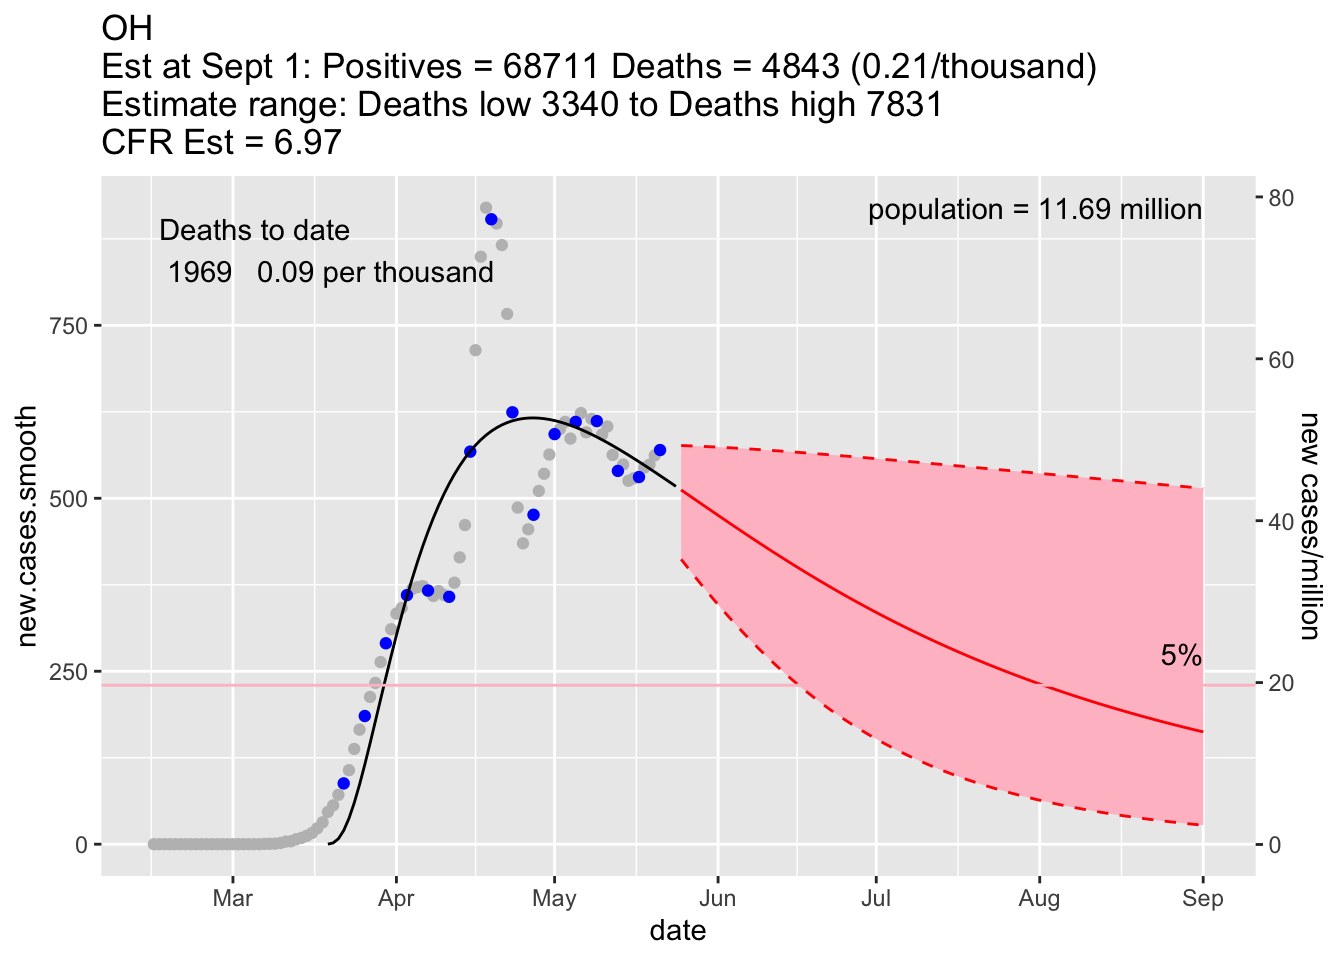 OH
Est at Sept 1: Positives = 68711 Deaths = 4843 (0.21/thousand)
Estimate range: Deaths low 3340 to Deaths high 7831
CFR Est = 6.97
Deaths to date
1969 0.09 per thousand
population = 11.69 million
5%
new.cases.smooth
750
500
250
0
80
60
40
20
0
new cases/million
Mar Apr May Jun Jul Aug Sep
date